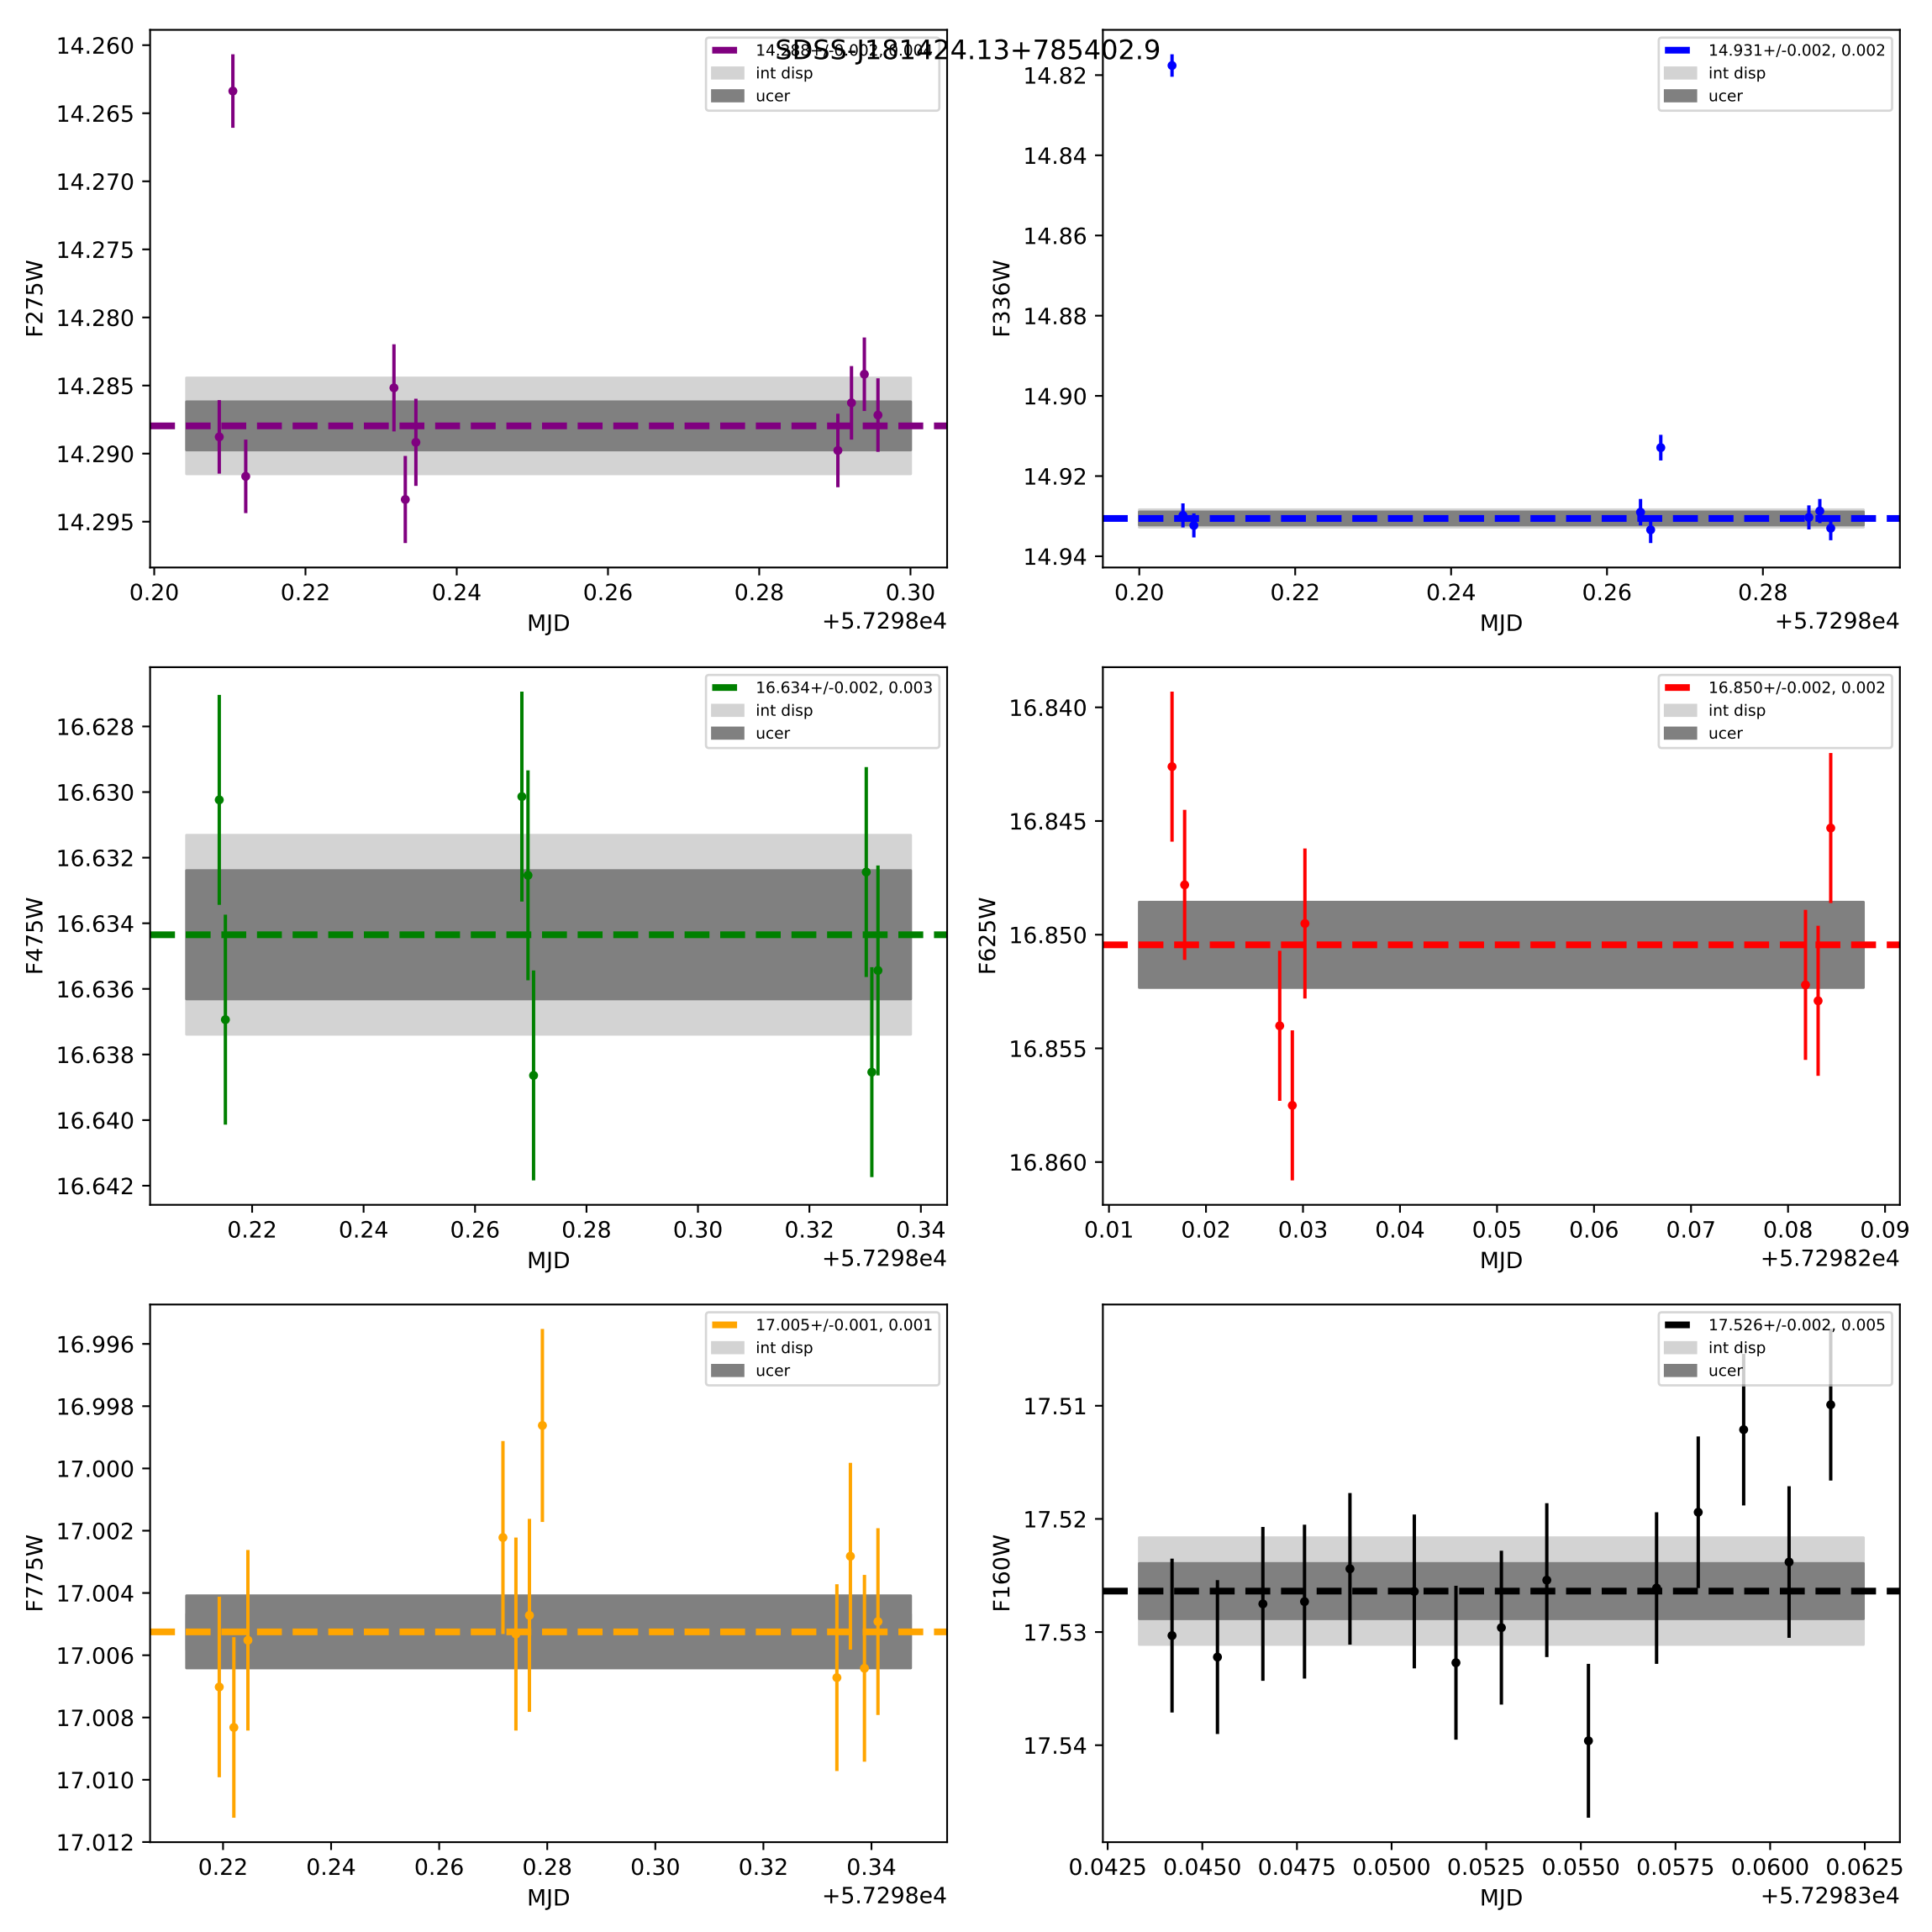 SDSS-J181424.13+785402.9
14.260
14.265
14.270
14.275
14.280
14.285
14.290
14.295
F275W
14.288+/-0.002, 0.004
int disp
ucer
0.20 0.22 0.24 0.26 0.28 0.30
MJD
+5.7298e4
14.82
14.84
14.86
14.88
14.90
14.92
14.94
F336W
14.931+/-0.002, 0.002
int disp
ucer
0.20 0.22 0.24 0.26 0.28
MJD
+5.7298e4
16.628
16.630
16.632
16.634
16.636
16.638
16.640
16.642
F475W
16.634+/-0.002, 0.003
int disp
ucer
0.22 0.24 0.26 0.28 0.30 0.32 0.34
MJD
+5.7298e4
16.840
16.845
16.850
16.855
16.860
F625W
16.850+/-0.002, 0.002
int disp
ucer
0.01 0.02 0.03 0.04 0.05 0.06 0.07 0.08 0.09
MJD
+5.72982e4
16.996
16.998
17.000
17.002
17.004
17.006
17.008
17.010
17.012
F775W
17.005+/-0.001, 0.001
int disp
ucer
0.22 0.24 0.26 0.28 0.30 0.32 0.34
MJD
+5.7298e4
17.51
17.52
17.53
17.54
F160W
17.526+/-0.002, 0.005
int disp
ucer
0.0425 0.0450 0.0475 0.0500 0.0525 0.0550 0.0575 0.0600 0.0625
MJD
+5.72983e4